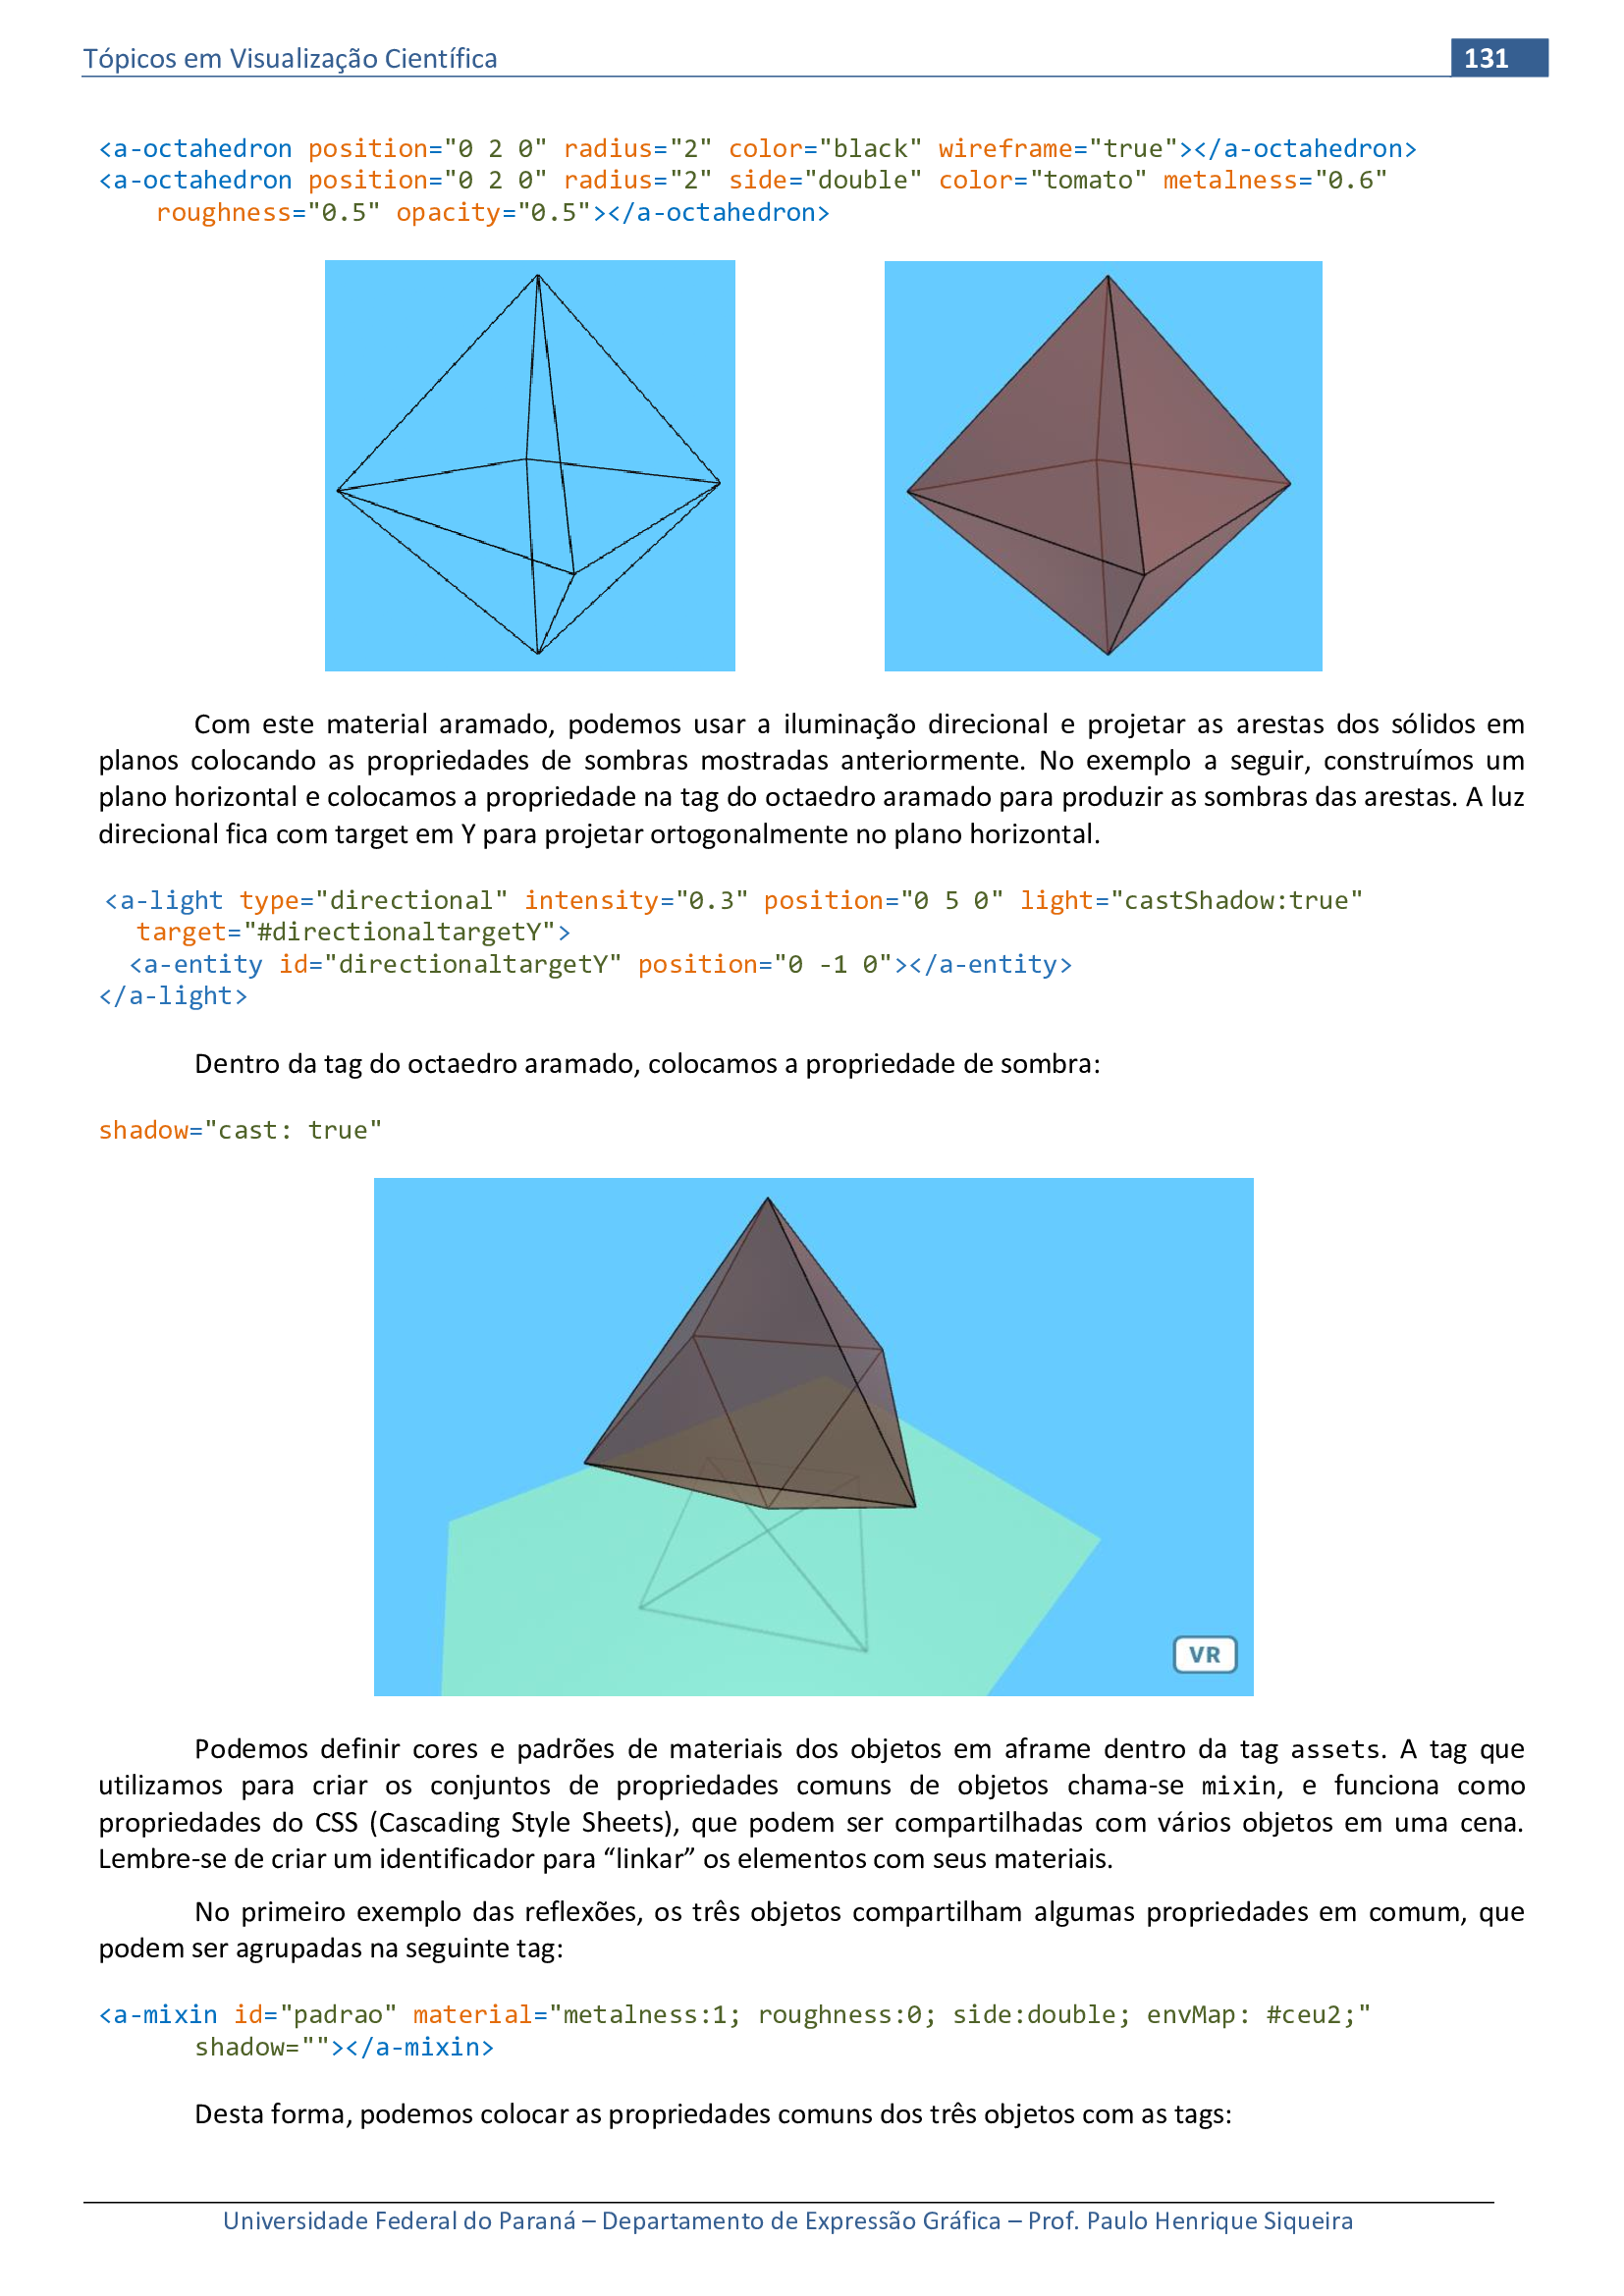 Tópicos em Visualização Científica 131
<a-octahedron position="0 2 0" radius="2" color="black" wireframe="true"></a-octahedron>
<a-octahedron position="0 2 0" radius="2" side="double" color="tomato" metalness="0.6"
roughness="0.5" opacity="0.5"></a-octahedron>
Com este material aramado, podemos usar a iluminação direcional e projetar as arestas dos sólidos em
planos colocando as propriedades de sombras mostradas anteriormente. No exemplo a seguir, construímos um
plano horizontal e colocamos a propriedade na tag do octaedro aramado para produzir as sombras das arestas. A luz
direcional fica com target em Y para projetar ortogonalmente no plano horizontal.
<a-light type="directional" intensity="0.3" position="0 5 0" light="castShadow:true"
target="#directionaltargetY">
<a-entity id="directionaltargetY" position="0 -1 0"></a-entity>
</a-light>
Dentro da tag do octaedro aramado, colocamos a propriedade de sombra:
shadow="cast: true"
VR
Podemos definir cores e padrões de materiais dos objetos em aframe dentro da tag assets. A tag que
utilizamos para criar os conjuntos de propriedades comuns de objetos chama-se mixin, e funciona como
propriedades do CSS (Cascading Style Sheets), que podem ser compartilhadas com vários objetos em uma cena.
Lembre-se de criar um identificador para “linkar” os elementos com seus materiais.
No primeiro exemplo das reflexões, os três objetos compartilham algumas propriedades em comum, que
podem ser agrupadas na seguinte tag:
<a-mixin id="padrao" material="metalness:1; roughness:0; side:double; envMap: #ceu2;"
shadow=""></a-mixin>
Desta forma, podemos colocar as propriedades comuns dos três objetos com as tags:
Universidade Federal do Paraná – Departamento de Expressão Gráfica – Prof. Paulo Henrique Siqueira